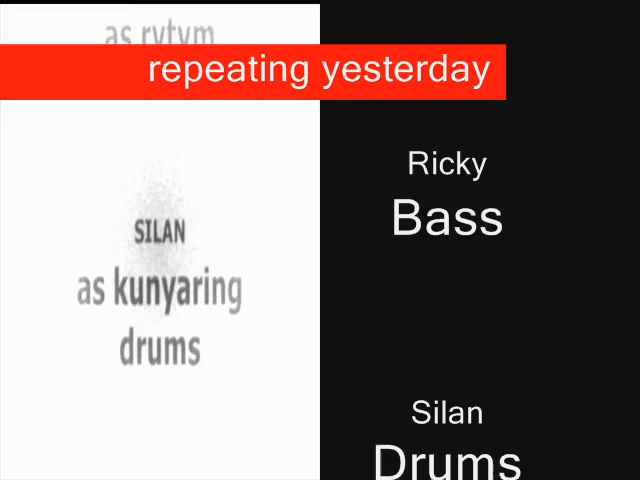 as rytym
repeating yesterday
SILAN
as kunyaring
drums
Ricky
Bass
Silan
Drums